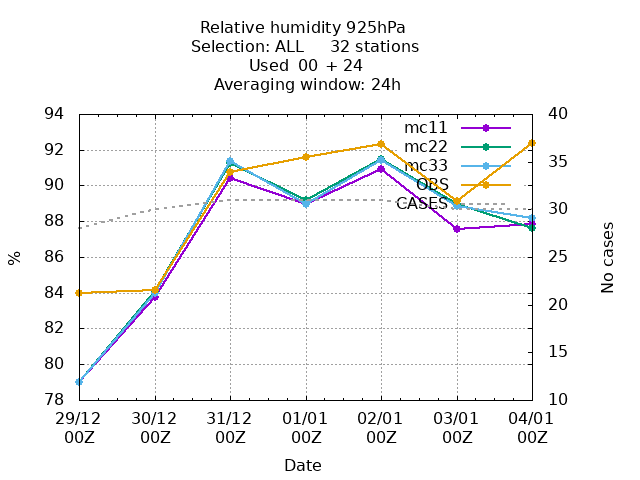 Relative humidity 925hPa
Selection: ALL 32 stations
Used 00 + 24
Averaging window: 24h
94 40
mc11
92 mc22
35
mc33
90 OBS
CASES 30
88
86 25
%
No cases
84
20
82
15
80
78 10
29/12 30/12 31/12 01/01 02/01 03/01 04/01
00Z 00Z 00Z 00Z 00Z 00Z 00Z
Date